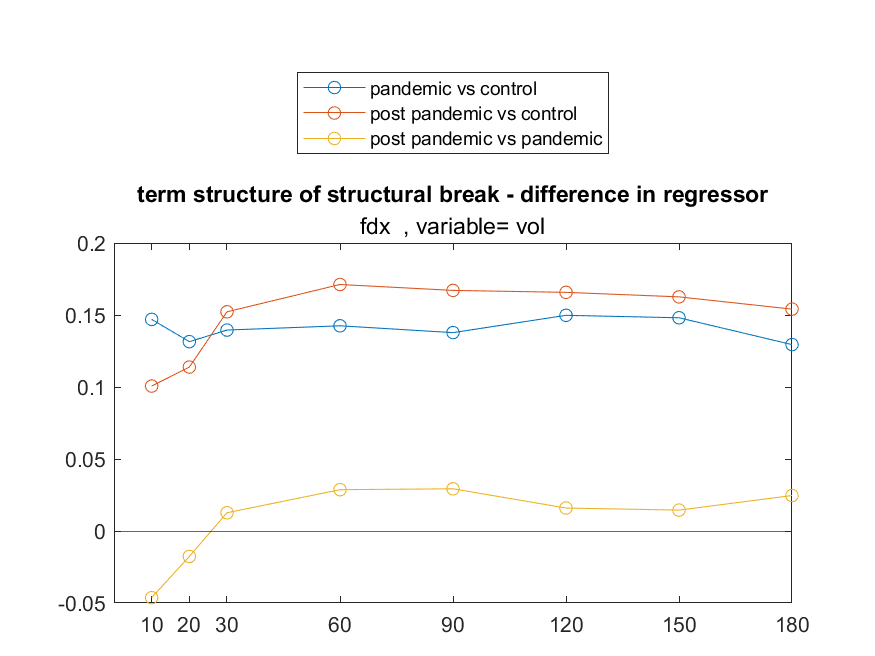 pandemic vs control
post pandemic vs control
post pandemic vs pandemic
term structure of structural break - difference in regressor
fdx , variable= vol
0.2
0.15
0.1
0.05
0
-0.05
10 20 30 60 90 120 150 180